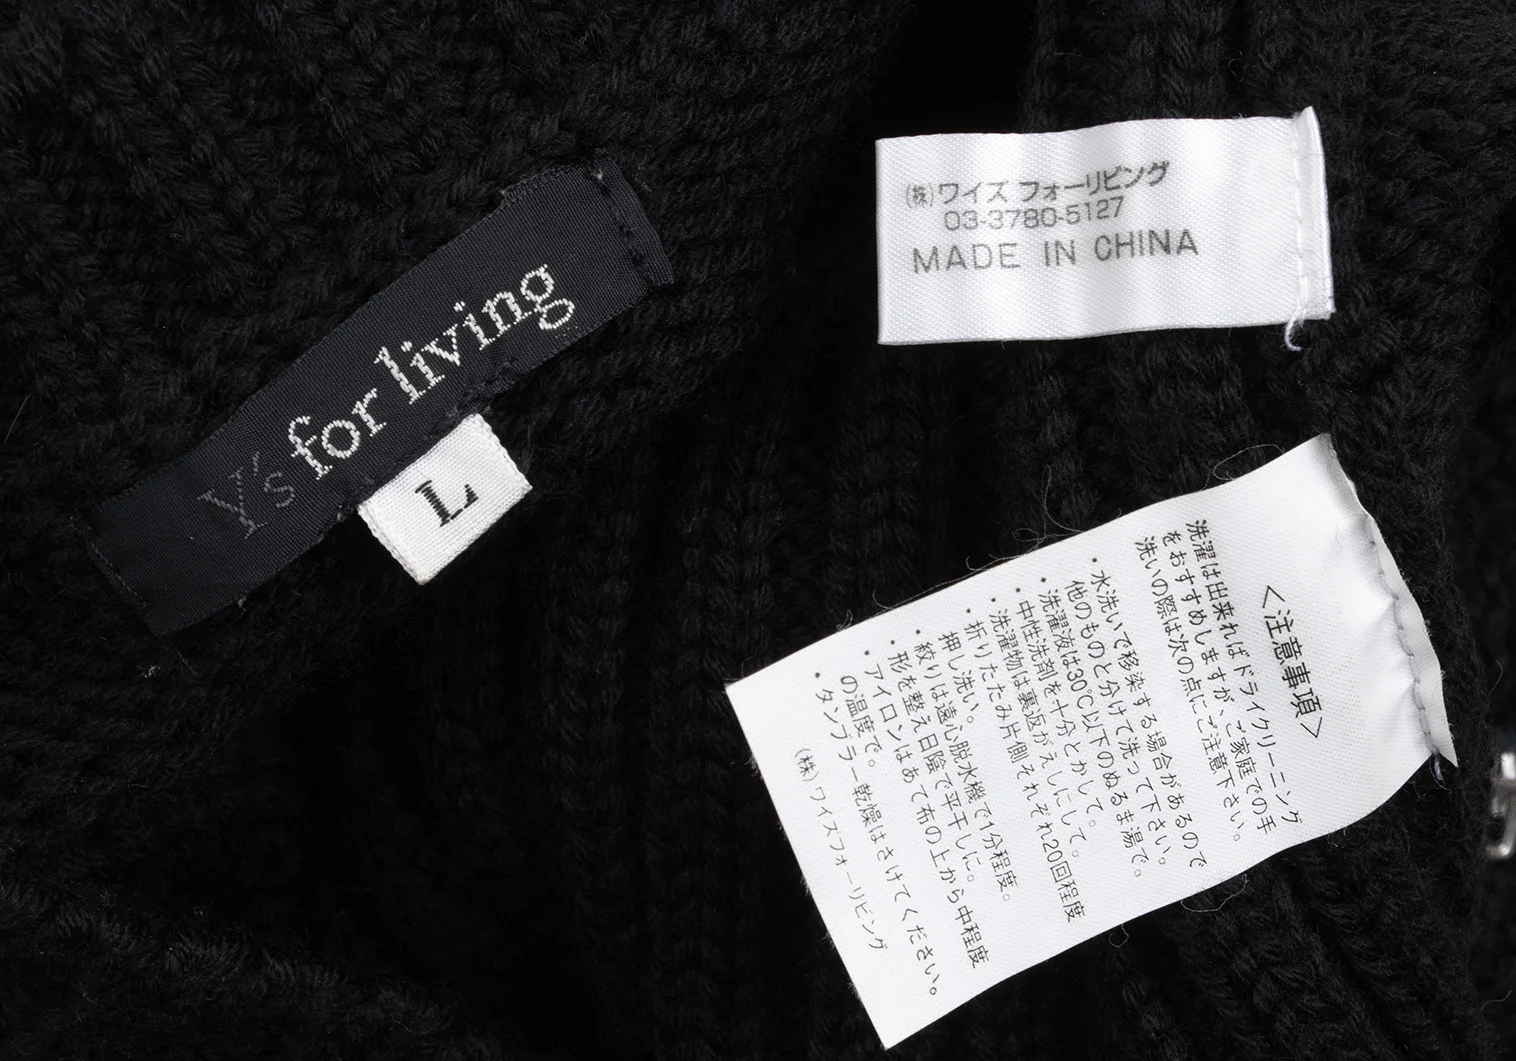 Y's for living
L
(株)ワイズ フォーリビング
03-3780-5127
MADE IN CHINA
<注意事項>
洗濯は出来ればドライクリーニング
をおすすめしますが、ご家庭での手
洗いの際は次の点にご注意下さい。
・水洗いで移染する場合があるので
他のものと分けて洗って下さい。
・洗濯液は30℃以下のぬるま湯で。
・中性洗剤を十分とかして。
・洗濯物は裏返がえしにして。
・折りたたみ片側それぞれ20回程度
押し洗い。
・絞りは遠心脱水機で1分程度。
・形を整え日陰で平干しに。
・アイロンはあて布の上から中程度
の温度で。
・タンブラー乾燥はさけてください。
(株)ワイズフォーリビング